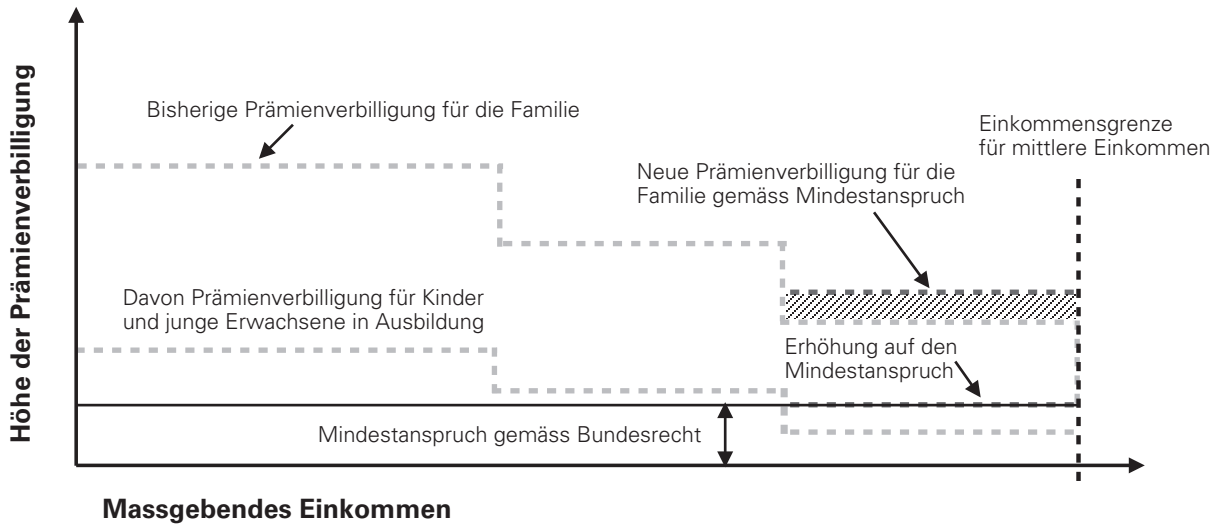 Höhe der Prämienverbilligung
Bisherige Prämienverbilligung für die Familie
Einkommensgrenze
für mittlere Einkommen
Neue Prämienverbilligung für die
Familie gemäss Mindestanspruch
Davon Prämienverbilligung für Kinder
und junge Erwachsene in Ausbildung
Erhöhung auf den
Mindestanspruch
Mindestanspruch gemäss Bundesrecht
Massgebendes Einkommen